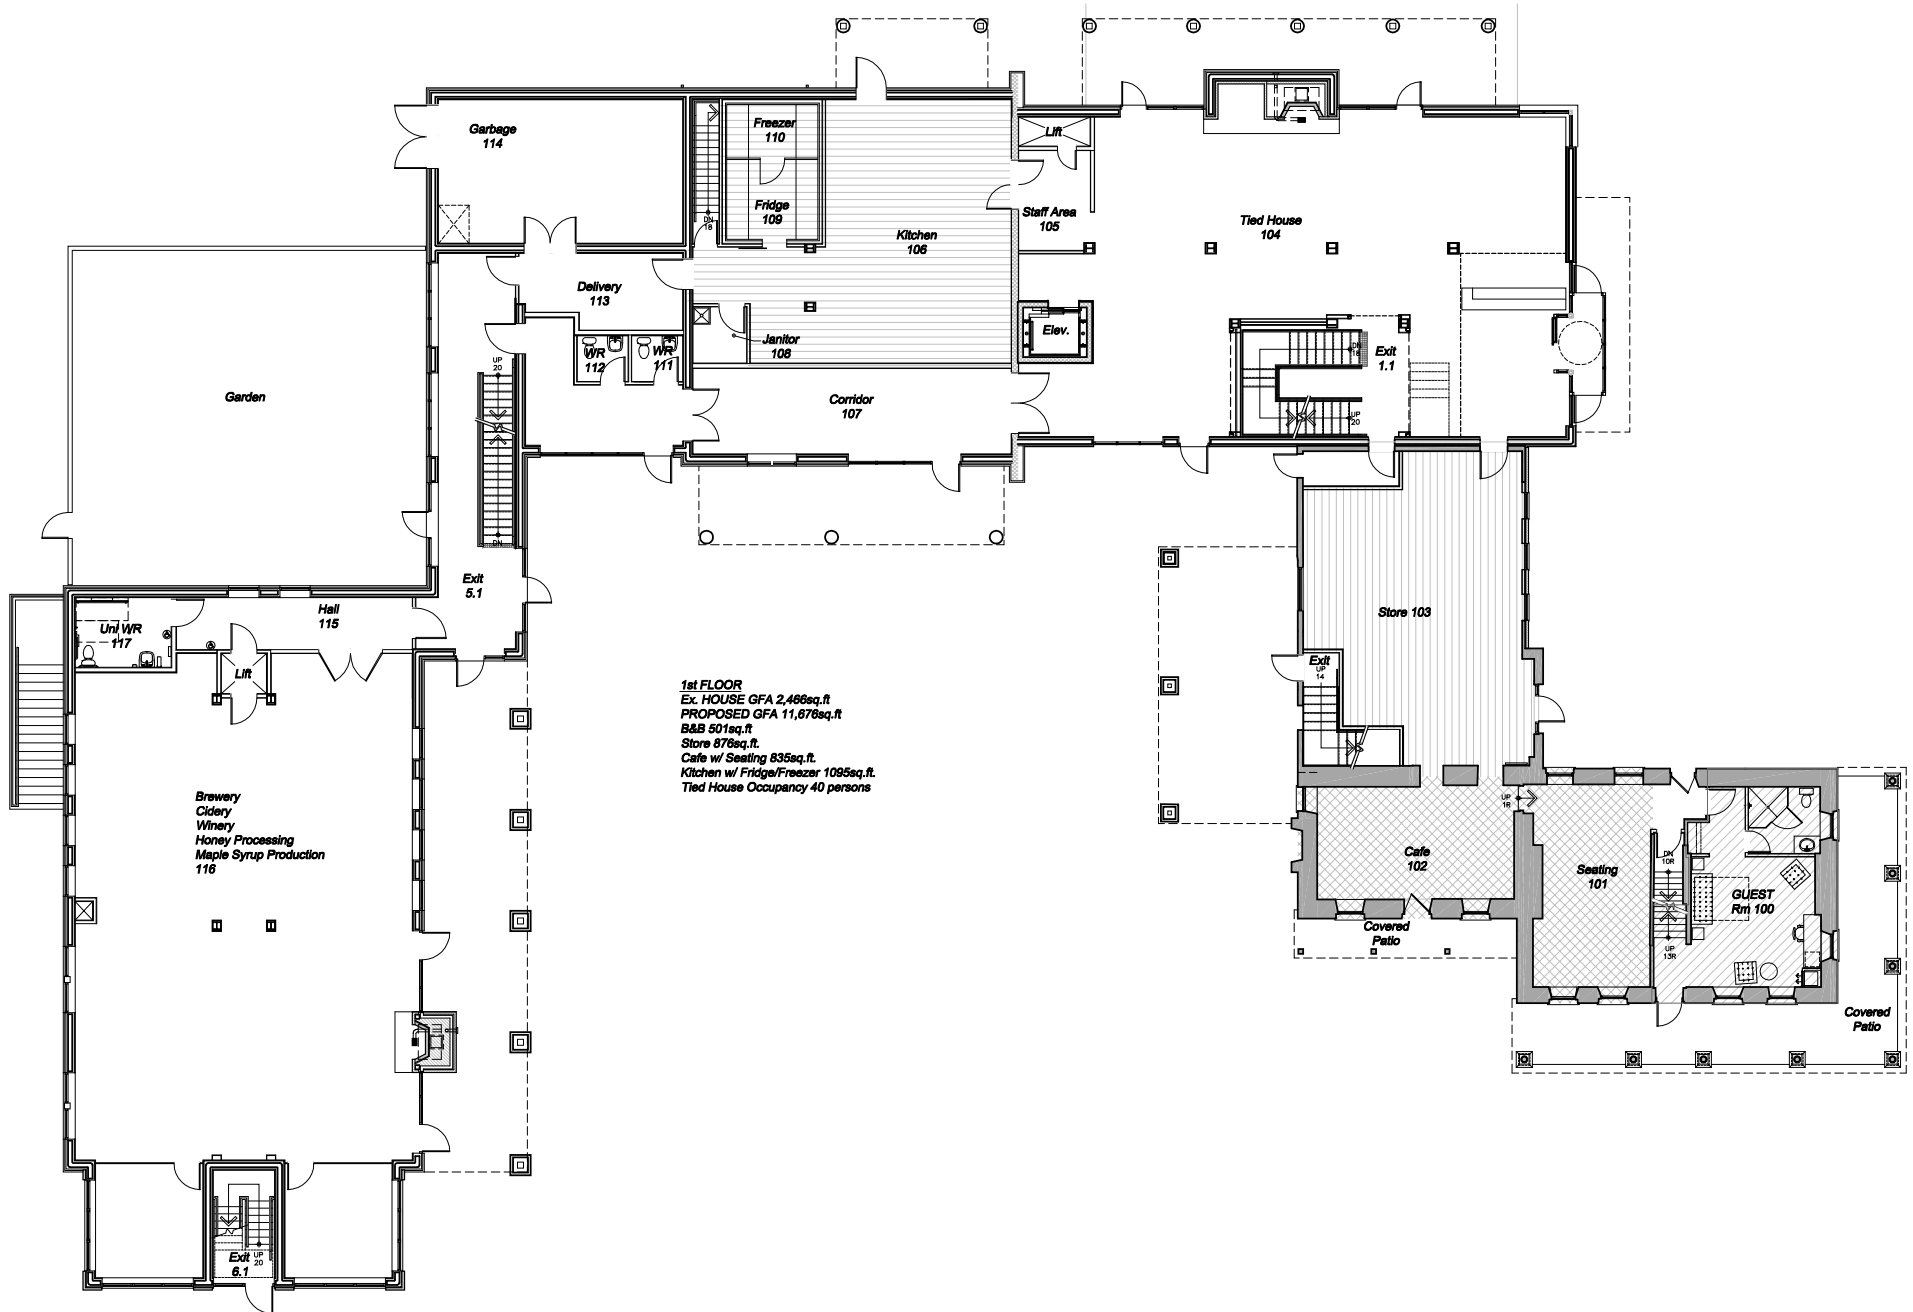 Garbage
114
Freezer
110
Fridge
109
DN
18
Kitchen
106
Lift
Staff Area
105
Tied House
104
Delivery
113
Janitor
108
Elev.
WR
112
WR
111
UP
20
DN
18
Exit
1.1
UP
20
Garden
Corridor
107
DN
Exit
5.1
Hall
115
Uni WR
117
Lift
Store 103
Exit
UP
14
1st FLOOR
Ex. HOUSE GFA 2,466sq.ft
PROPOSED GFA 11,676sq.ft
B&B 501sq.ft
Store 876sq.ft.
Cafe w/ Seating 835sq.ft.
Kitchen w/ Fridge/Freezer 1095sq.ft.
Tied House Occupancy 40 persons
Brewery
Cidery
Winery
Honey Processing
Maple Syrup Production
116
UP
1R
Cafe
102
Seating
101
DN
10R
GUEST
Rm 100
UP
13R
Covered
Patio
Covered
Patio
Exit
6.1
UP
20